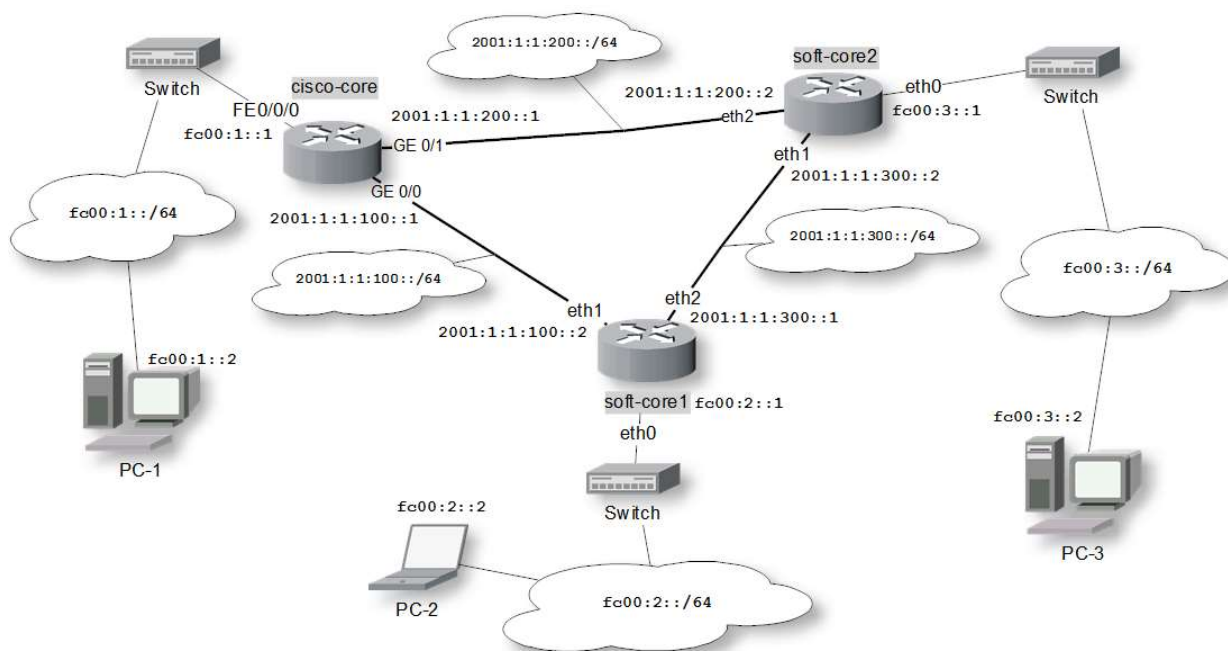 2001:1:1:200::/64
soft-core2
Switch
cisco-core
2001:1:1:200::2
eth0
Switch
FE0/0/0
fc00:1::1
2001:1:1:200::1
eth2
fc00:3::1
GE 0/1
eth1
GE 0/0
2001:1:1:300::2
fc00:1::/64
2001:1:1:100::1
2001:1:1:300::/64
fc00:3::/64
2001:1:1:100::/64
eth2
eth1
2001:1:1:300::1
2001:1:1:100::2
fc00:1::2
soft-core1
fc00:2::1
fc00:3::2
eth0
PC-1
Switch
fc00:2::2
PC-3
PC-2
fc00:2::/64